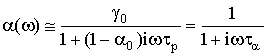 α(ω) ≅ γ₀ / (1 + (1 − α₀)iωτₚ) = 1 / (1 + iωτ_α)